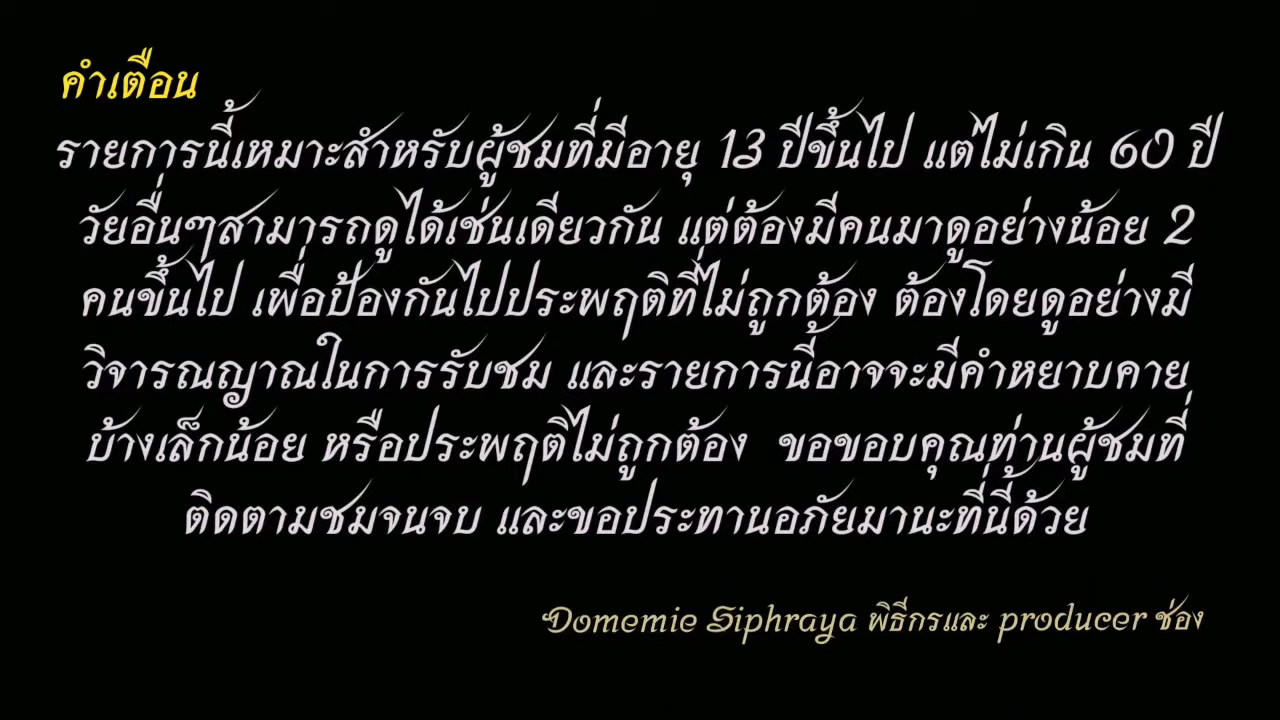 คำเตือน
รายการนี้เหมาะสำหรับผู้ชมที่มีอายุ 13 ปีขึ้นไป แต่ไม่เกิน 60 ปี
วัยอื่นๆสามารถดูได้เช่นเดียวกัน แต่ต้องมีคนมาดูอย่างน้อย 2
คนขึ้นไป เพื่อป้องกันไปประพฤติที่ไม่ถูกต้อง ต้องโดยดูอย่างมี
วิจารณญาณในการรับชม และรายการนี้อาจจะมีคำหยาบคาย
บ้างเล็กน้อย หรือประพฤติไม่ถูกต้อง ขอขอบคุณท่านผู้ชมที่
ติดตามชมจนจบ และขอประทานอภัยมานะที่นี้ด้วย
Domemie Siphraya พิธีกรและ producer ช่อง